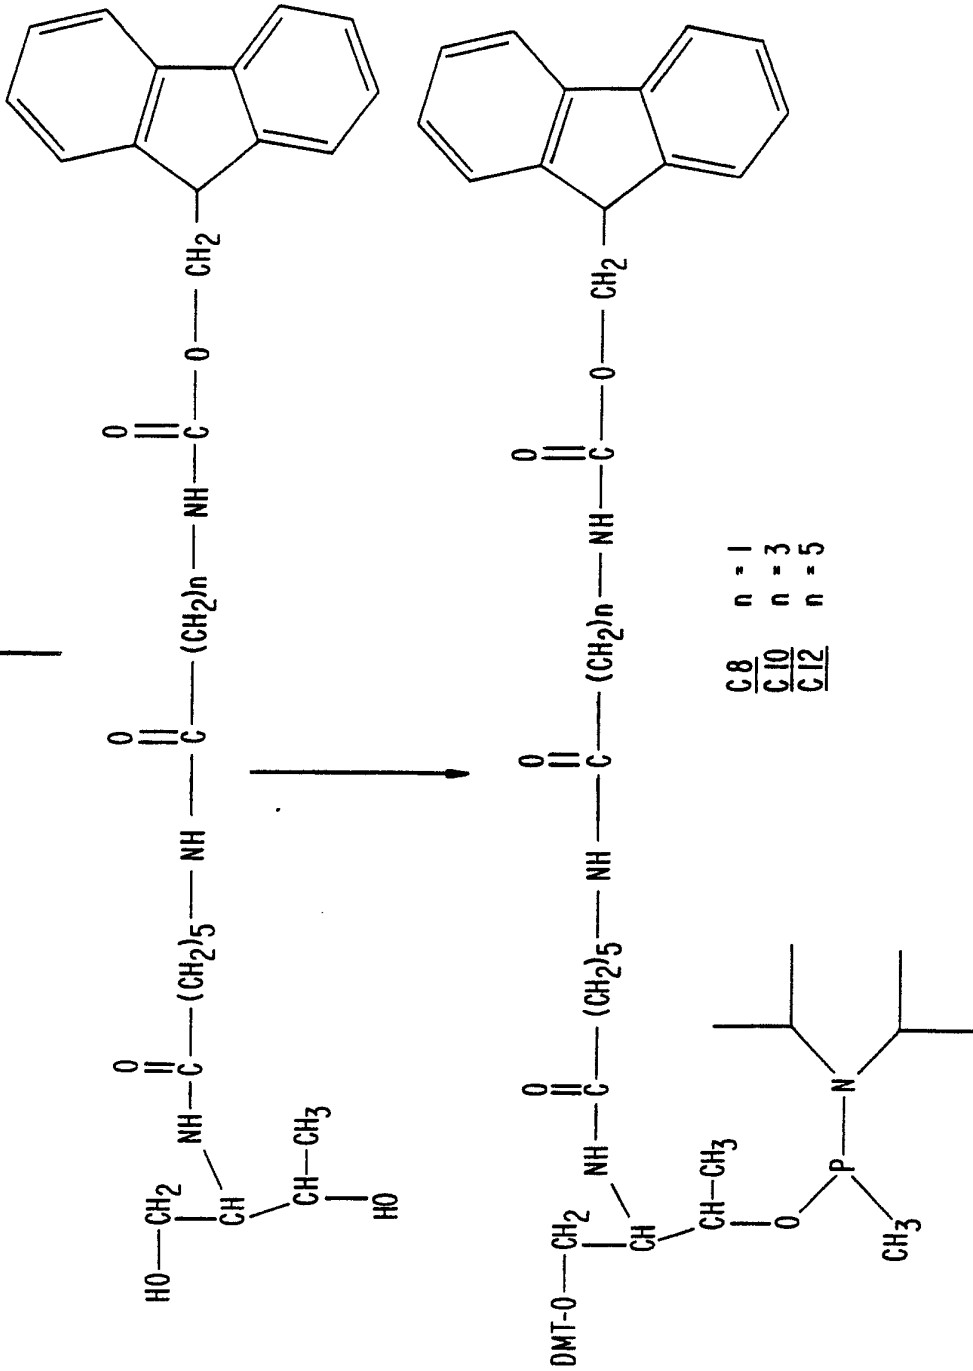 HO—CH2
CH
CH—CH3
HO
NH—C—(CH2)5—NH—C—(CH2)n—NH—C—O—CH2
O
O
O
DMT-O—CH2
CH
CH—CH3
O
P—N
CH3
NH—C—(CH2)5—NH—C—(CH2)n—NH—C—O—CH2
O
O
O
C8 n = 1
C10 n = 3
C12 n = 5